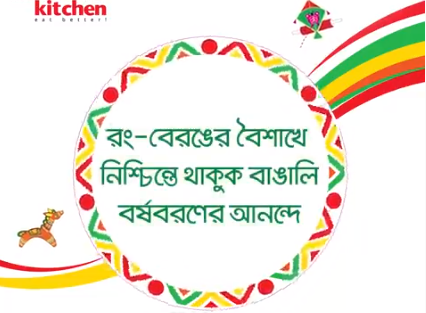 kitchen
eat better!
রং-বেরঙের বৈশাখে
নিশ্চিন্তে থাকুক বাঙালি
বর্ষবরণের আনন্দে